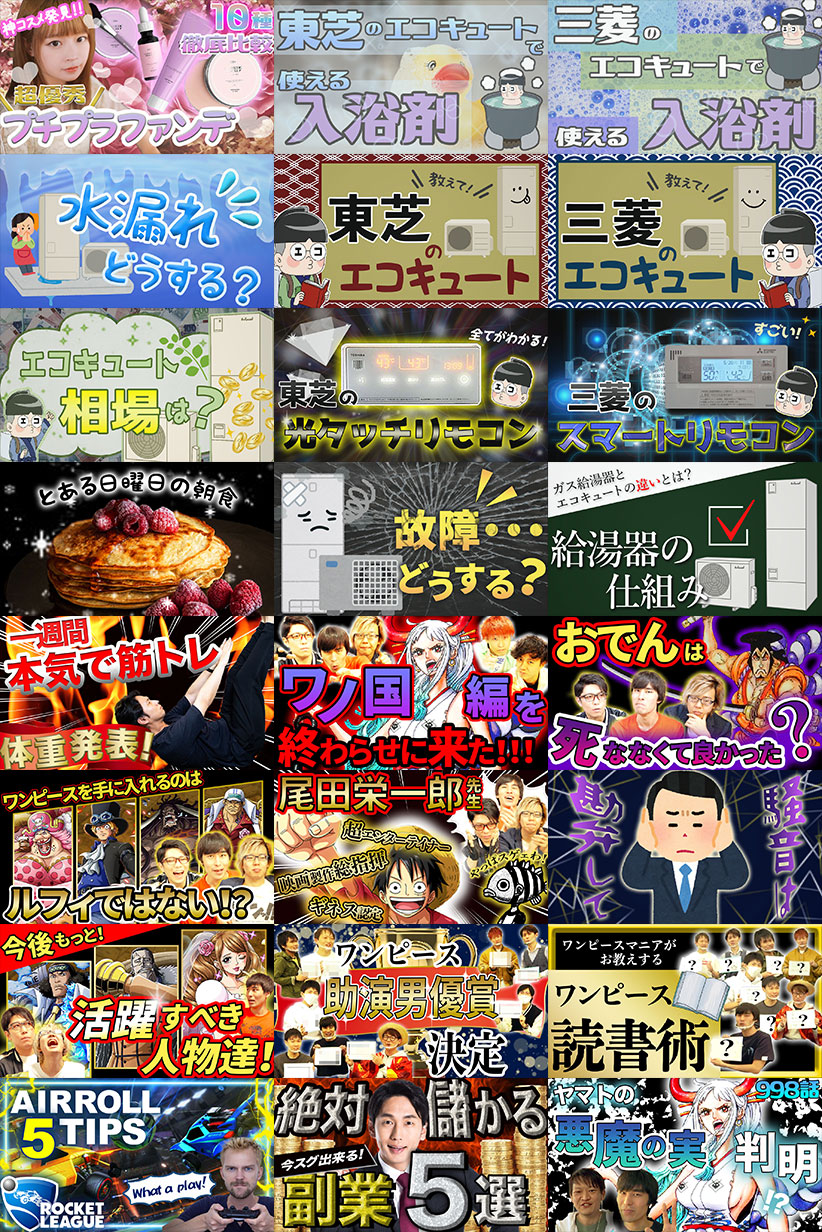 神コスメ発見!!
10種
徹底比較
超優秀
プチプラファンデ
東芝のエコキュートで
使える
入浴剤
三菱の
エコキュートで
使える
入浴剤
水漏れ
どうする?
教えて!
東芝
の
エコキュート
教えて!
三菱
の
エコキュート
エコキュート
相場は?
全てがわかる!
TOSHIBA
東芝の
光タッチリモコン
すごい!
三菱の
スマートリモコン
とある日曜日の朝食
故障・・・
どうする?
ガス給湯器と
エコキュートの違いとは?
給湯器の
仕組み
一週間
本気で筋トレ
体重発表!
ワノ国編を
終わらせに来た!!!
おでんは
死ななくて良かった?
ワンピースを手に入れるのは
ルフィではない!?
尾田栄一郎先生
超エンターテイナー
映画製作総指揮
ギネス認定
騒音は
勘弁して
今後もっと!
活躍すべき
人物達!
ワンピース
助演男優賞
決定
ワンピースマニアが
お教えする
ワンピース
読書術
? ? ? ? ? ? ?
AIRROLL
5 TIPS
What a play!
ROCKET
LEAGUE
絶対儲かる
今スグ出来る!
副業5選
998話
ヤマトの
悪魔の実
判明
!?